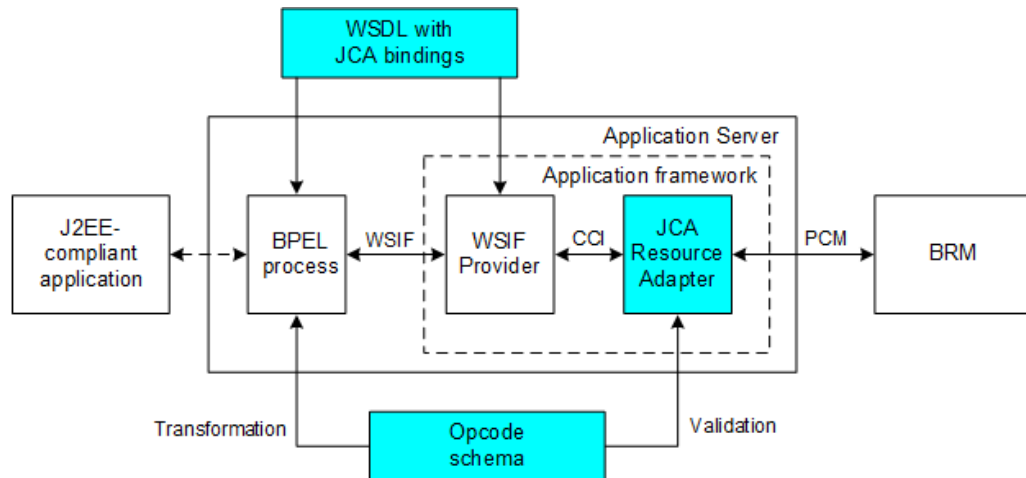 WSDL with
JCA bindings
Application Server
Application framework
J2EE-
compliant
application
BPEL
process
WSIF
WSIF
Provider
CCI
JCA
Resource
Adapter
PCM
BRM
Transformation
Opcode
schema
Validation